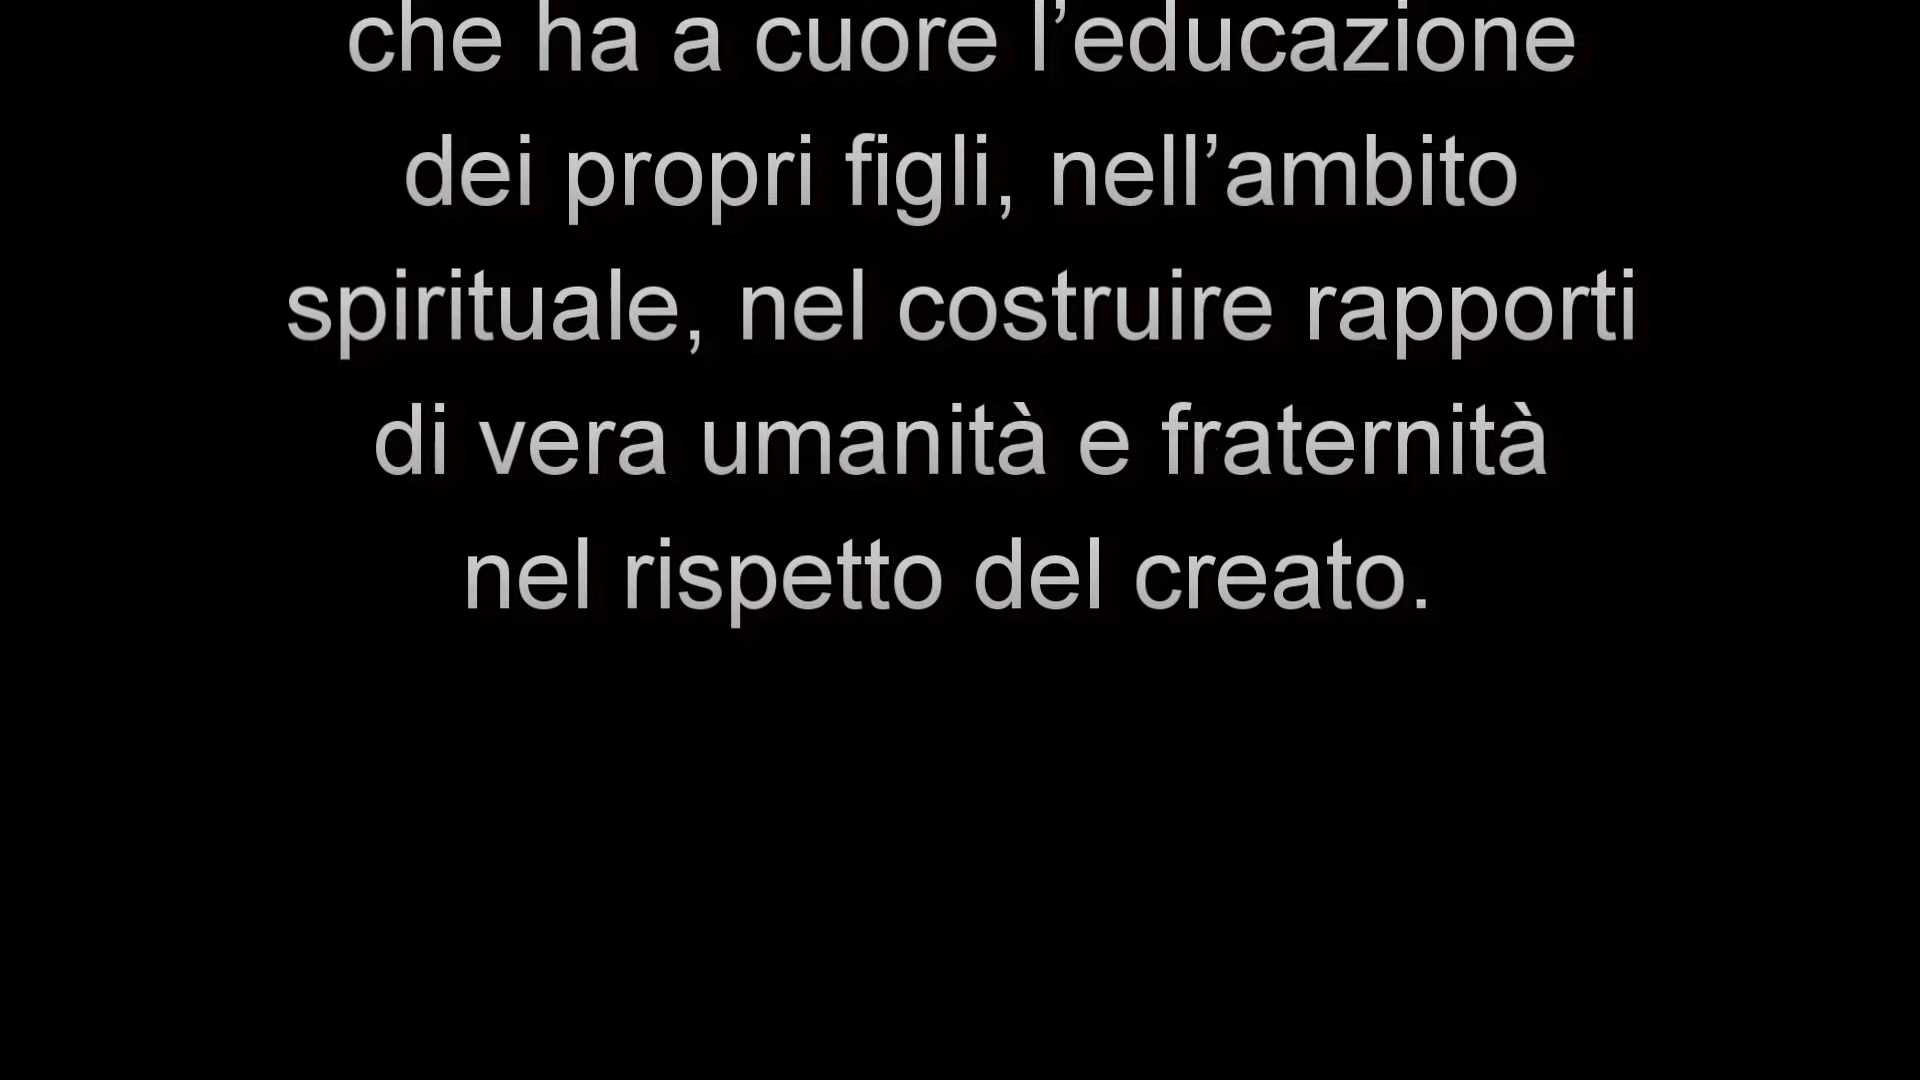 che ha a cuore l’educazione
dei propri figli, nell’ambito
spirituale, nel costruire rapporti
di vera umanità e fraternità
nel rispetto del creato.